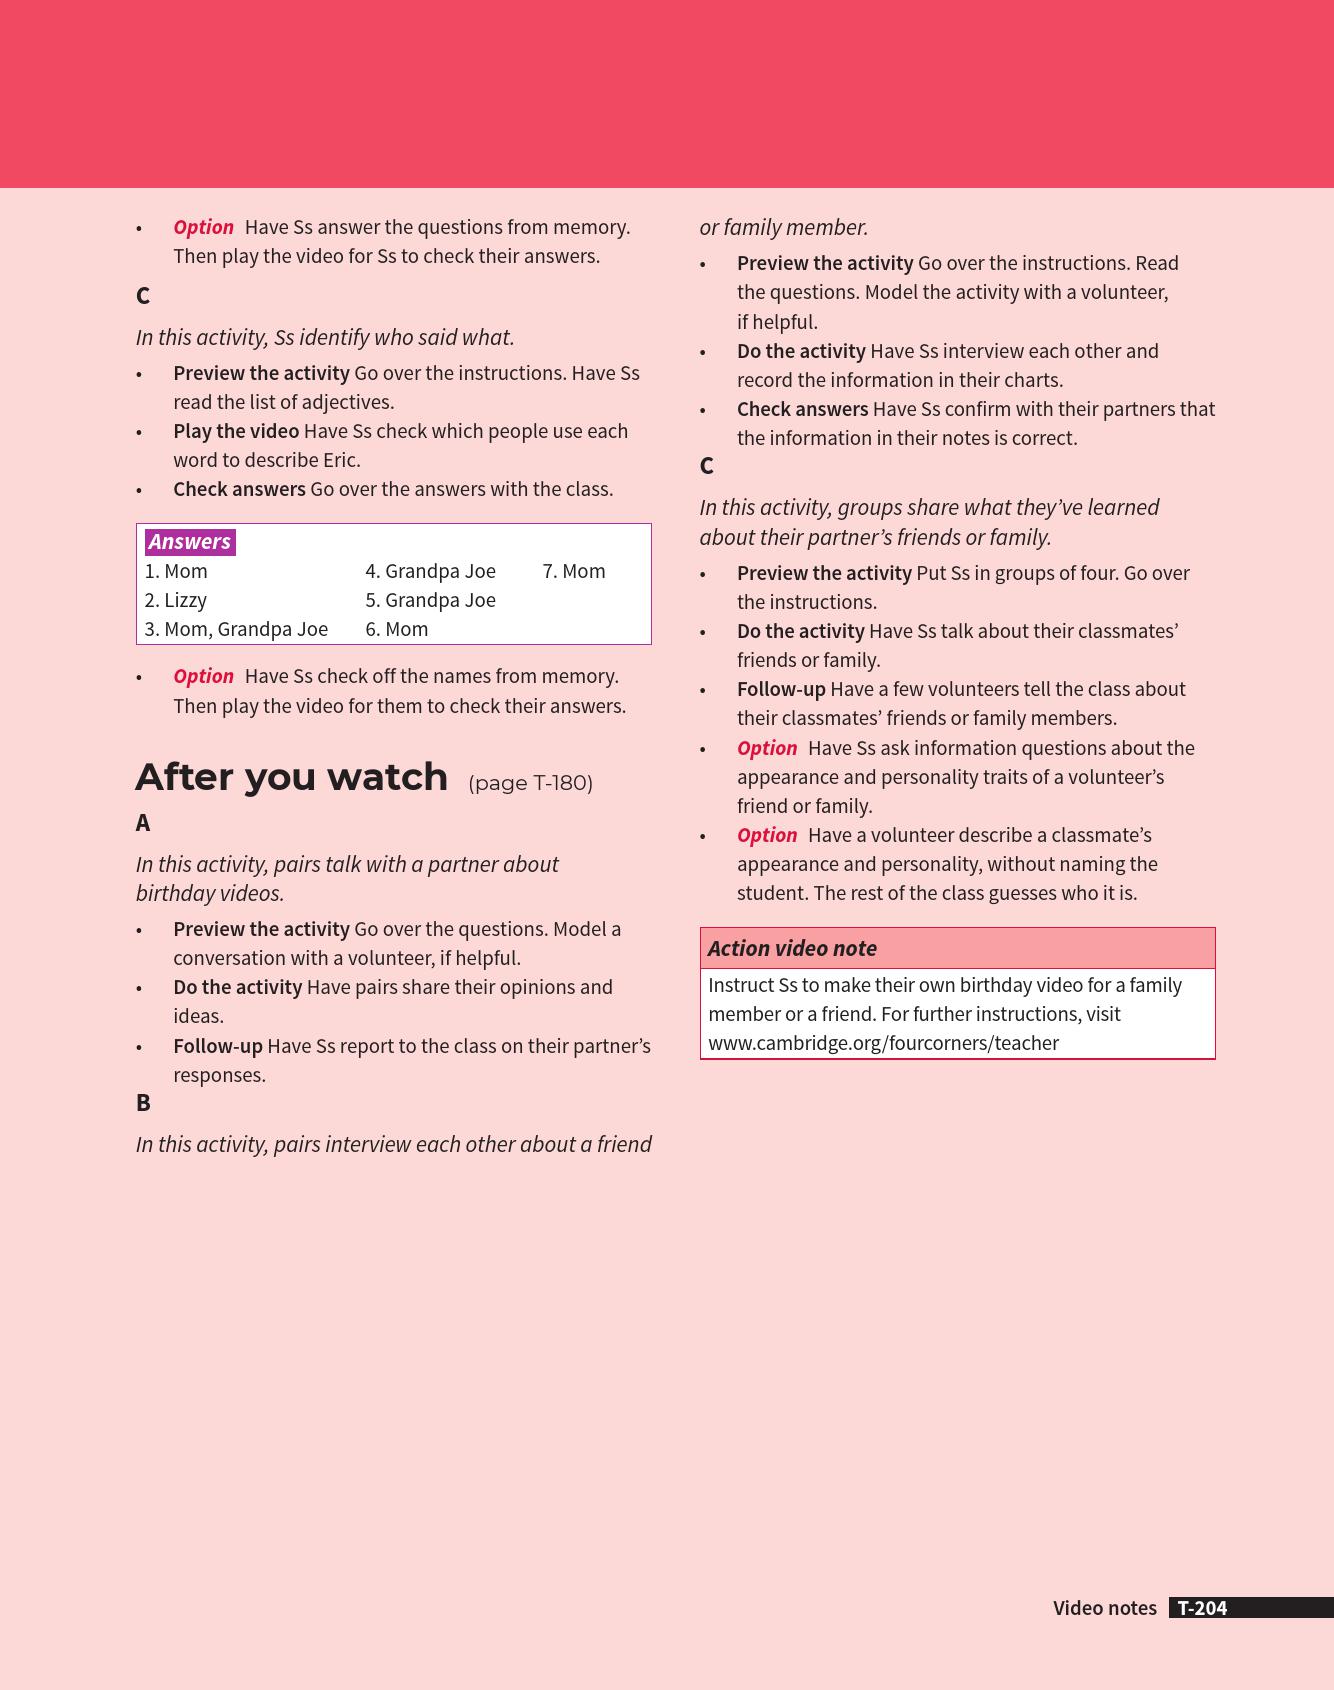 • Option Have Ss answer the questions from memory.
Then play the video for Ss to check their answers.
C
In this activity, Ss identify who said what.
• Preview the activity Go over the instructions. Have Ss
read the list of adjectives.
• Play the video Have Ss check which people use each
word to describe Eric.
• Check answers Go over the answers with the class.
Answers
1. Mom 4. Grandpa Joe 7. Mom
2. Lizzy 5. Grandpa Joe
3. Mom, Grandpa Joe 6. Mom
• Option Have Ss check off the names from memory.
Then play the video for them to check their answers.
After you watch (page T-180)
A
In this activity, pairs talk with a partner about
birthday videos.
• Preview the activity Go over the questions. Model a
conversation with a volunteer, if helpful.
• Do the activity Have pairs share their opinions and
ideas.
• Follow-up Have Ss report to the class on their partner’s
responses.
B
In this activity, pairs interview each other about a friend
or family member.
• Preview the activity Go over the instructions. Read
the questions. Model the activity with a volunteer,
if helpful.
• Do the activity Have Ss interview each other and
record the information in their charts.
• Check answers Have Ss confirm with their partners that
the information in their notes is correct.
C
In this activity, groups share what they’ve learned
about their partner’s friends or family.
• Preview the activity Put Ss in groups of four. Go over
the instructions.
• Do the activity Have Ss talk about their classmates’
friends or family.
• Follow-up Have a few volunteers tell the class about
their classmates’ friends or family members.
• Option Have Ss ask information questions about the
appearance and personality traits of a volunteer’s
friend or family.
• Option Have a volunteer describe a classmate’s
appearance and personality, without naming the
student. The rest of the class guesses who it is.
Action video note
Instruct Ss to make their own birthday video for a family
member or a friend. For further instructions, visit
www.cambridge.org/fourcorners/teacher
Video notes T-204